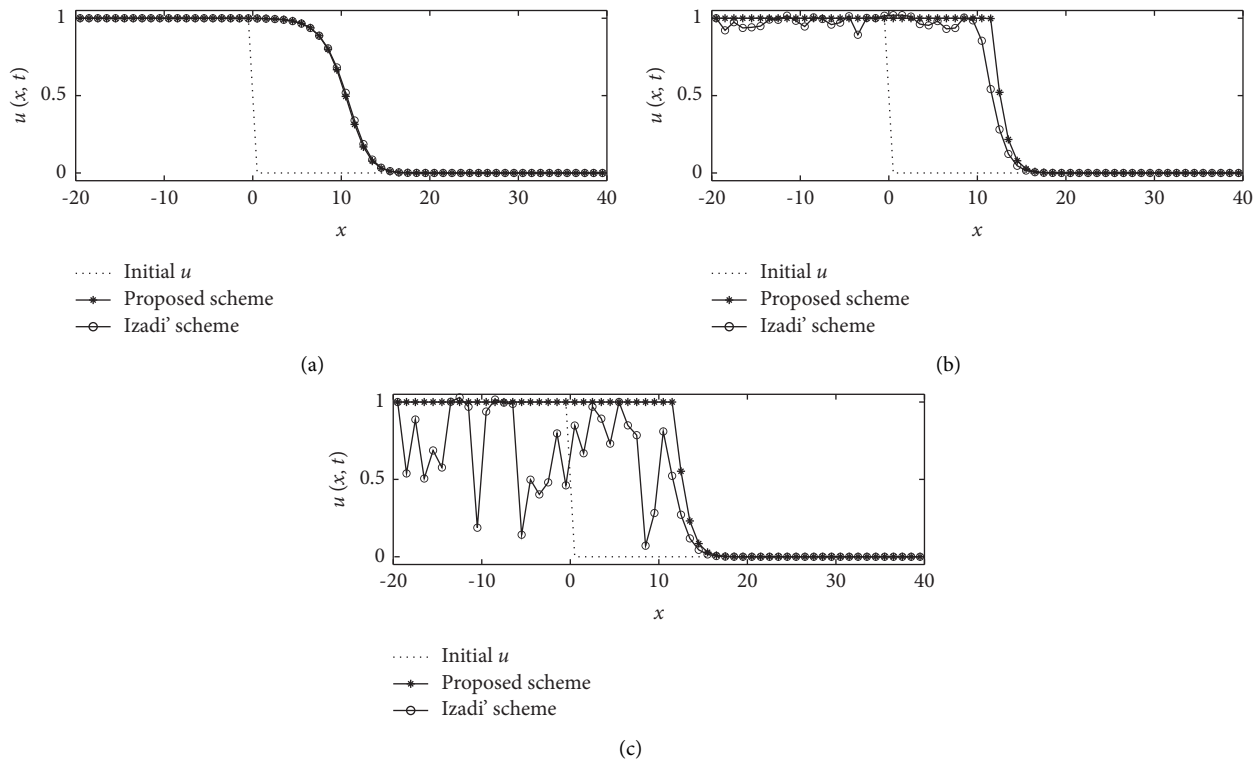 1
0.5
0
u (x, t)
-20
-10
0
10
20
30
40
x
Initial u
Proposed scheme
Izadi' scheme
(a)
1
0.5
0
u (x, t)
-20
-10
0
10
20
30
40
x
Initial u
Proposed scheme
Izadi' scheme
(b)
1
0.5
0
u (x, t)
-20
-10
0
10
20
30
40
x
Initial u
Proposed scheme
Izadi' scheme
(c)